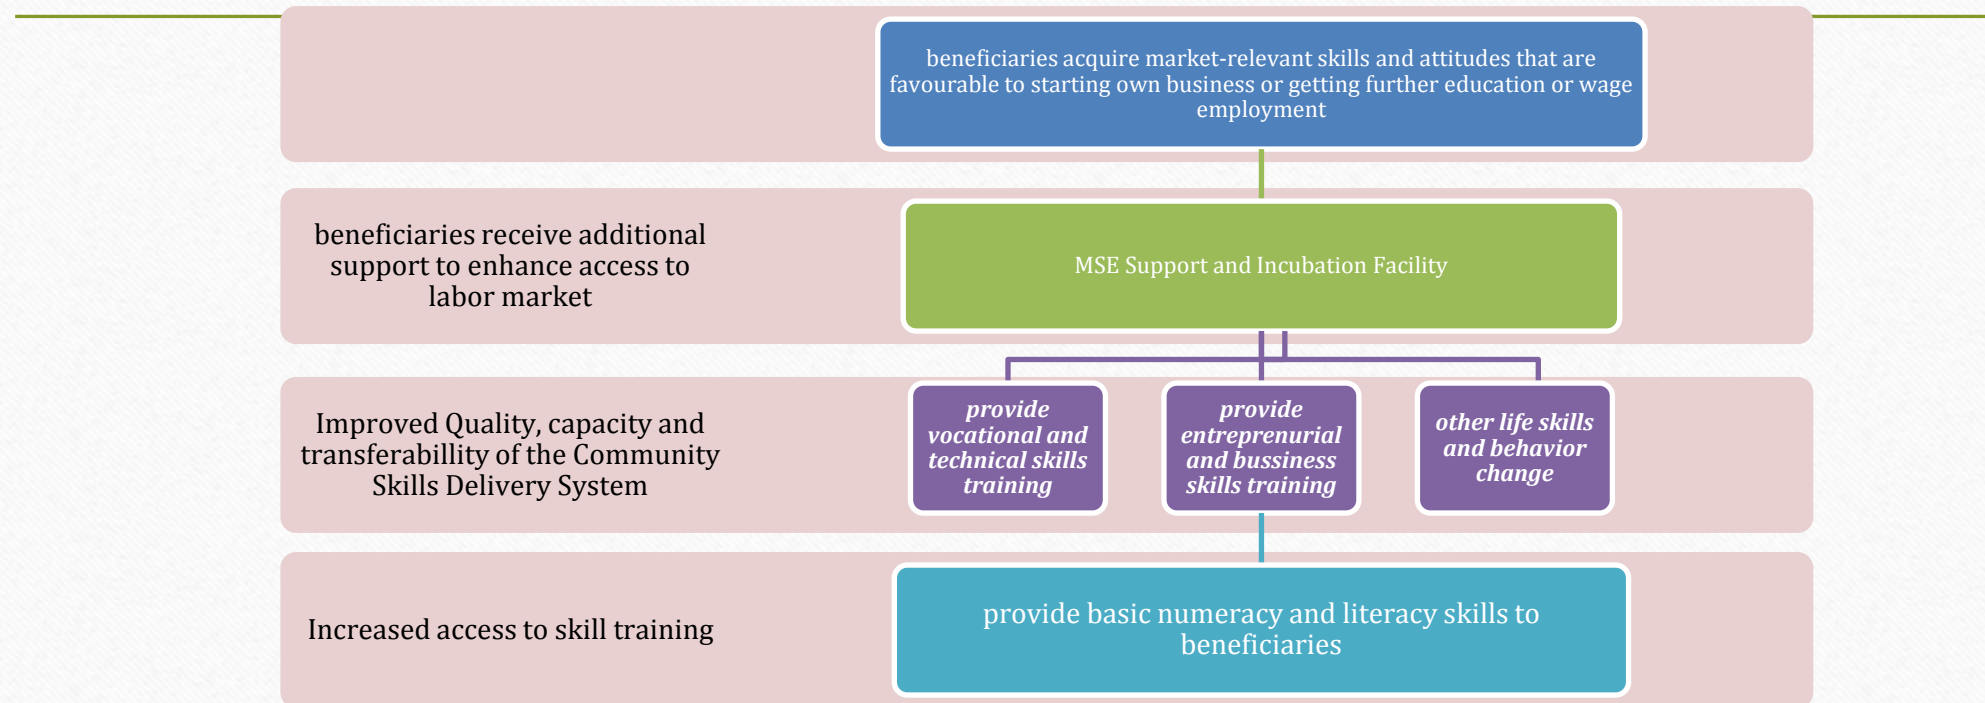 beneficiaries acquire market-relevant skills and attitudes that are
favourable to starting own business or getting further education or wage
employment
beneficiaries receive additional
support to enhance access to
labor market
MSE Support and Incubation Facility
Improved Quality, capacity and
transferabillity of the Community
Skills Delivery System
provide
vocational and
technical skills
training
provide
entreprenurial
and bussiness
skills training
other life skills
and behavior
change
Increased access to skill training
provide basic numeracy and literacy skills to
beneficiaries